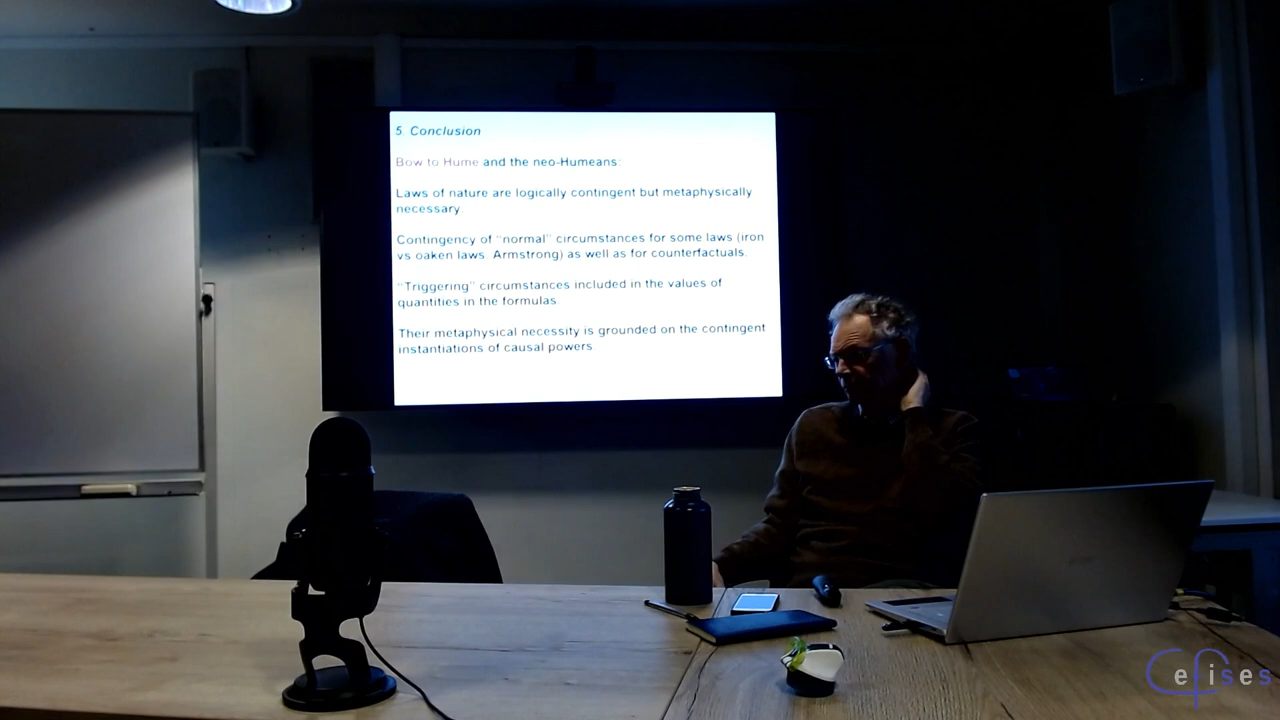 5. Conclusion
Bow to Hume and the neo-Humeans:
Laws of nature are logically contingent but metaphysically
necessary
Contingency of "normal" circumstances for some laws (iron
vs oaken laws. Armstrong) as well as for counterfactuals.
"Triggering" circumstances included in the values of
quantities in the formulas
Their metaphysical necessity is grounded on the contingent
instantiations of causal powers
Cefises